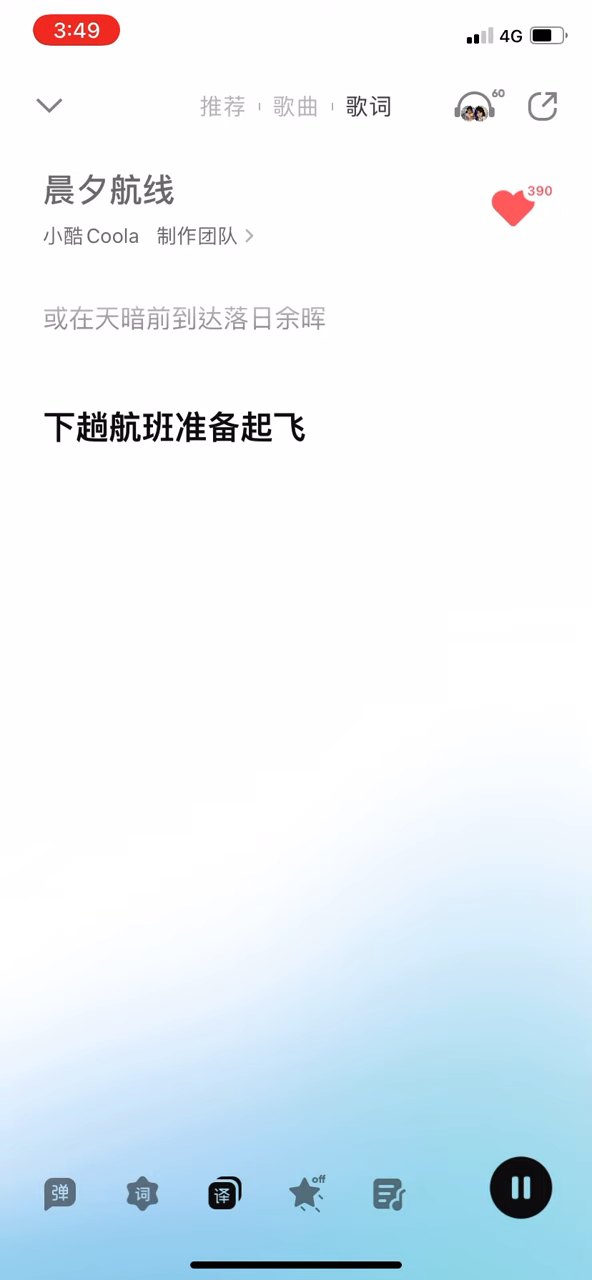 3:49
4G
推荐 歌曲 歌词
60
晨夕航线
390
小酷Coola 制作团队
或在天暗前到达落日余晖
下趟航班准备起飞
弹 词 译 off